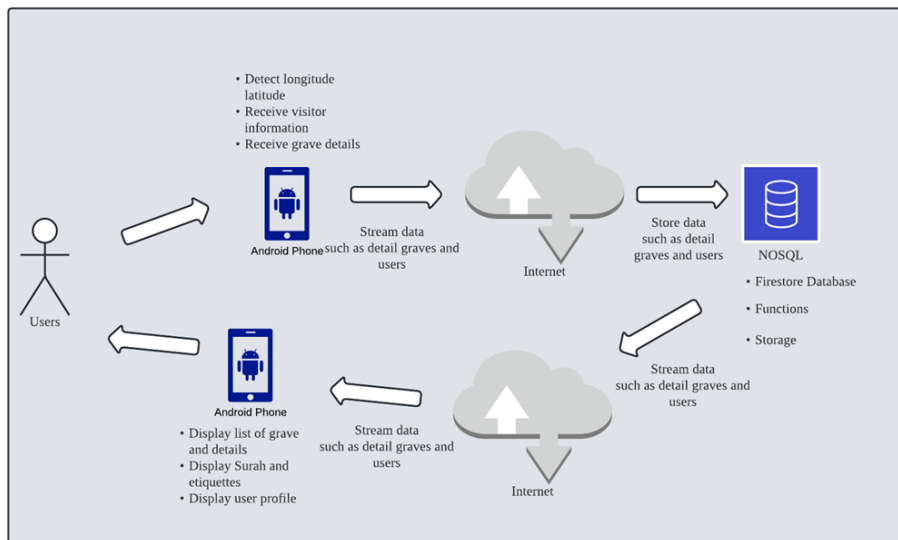 • Detect longitude
latitude
• Receive visitor
information
• Receive grave details
Android Phone
Stream data
such as detail graves and
users
Internet
Store data
such as detail
graves and users
NOSQL
• Firestore Database
• Functions
• Storage
Users
Stream data
such as detail graves and
users
Internet
Stream data
such as detail graves and
users
Android Phone
• Display list of grave
and details
• Display Surah and
etiquettes
• Display user profile